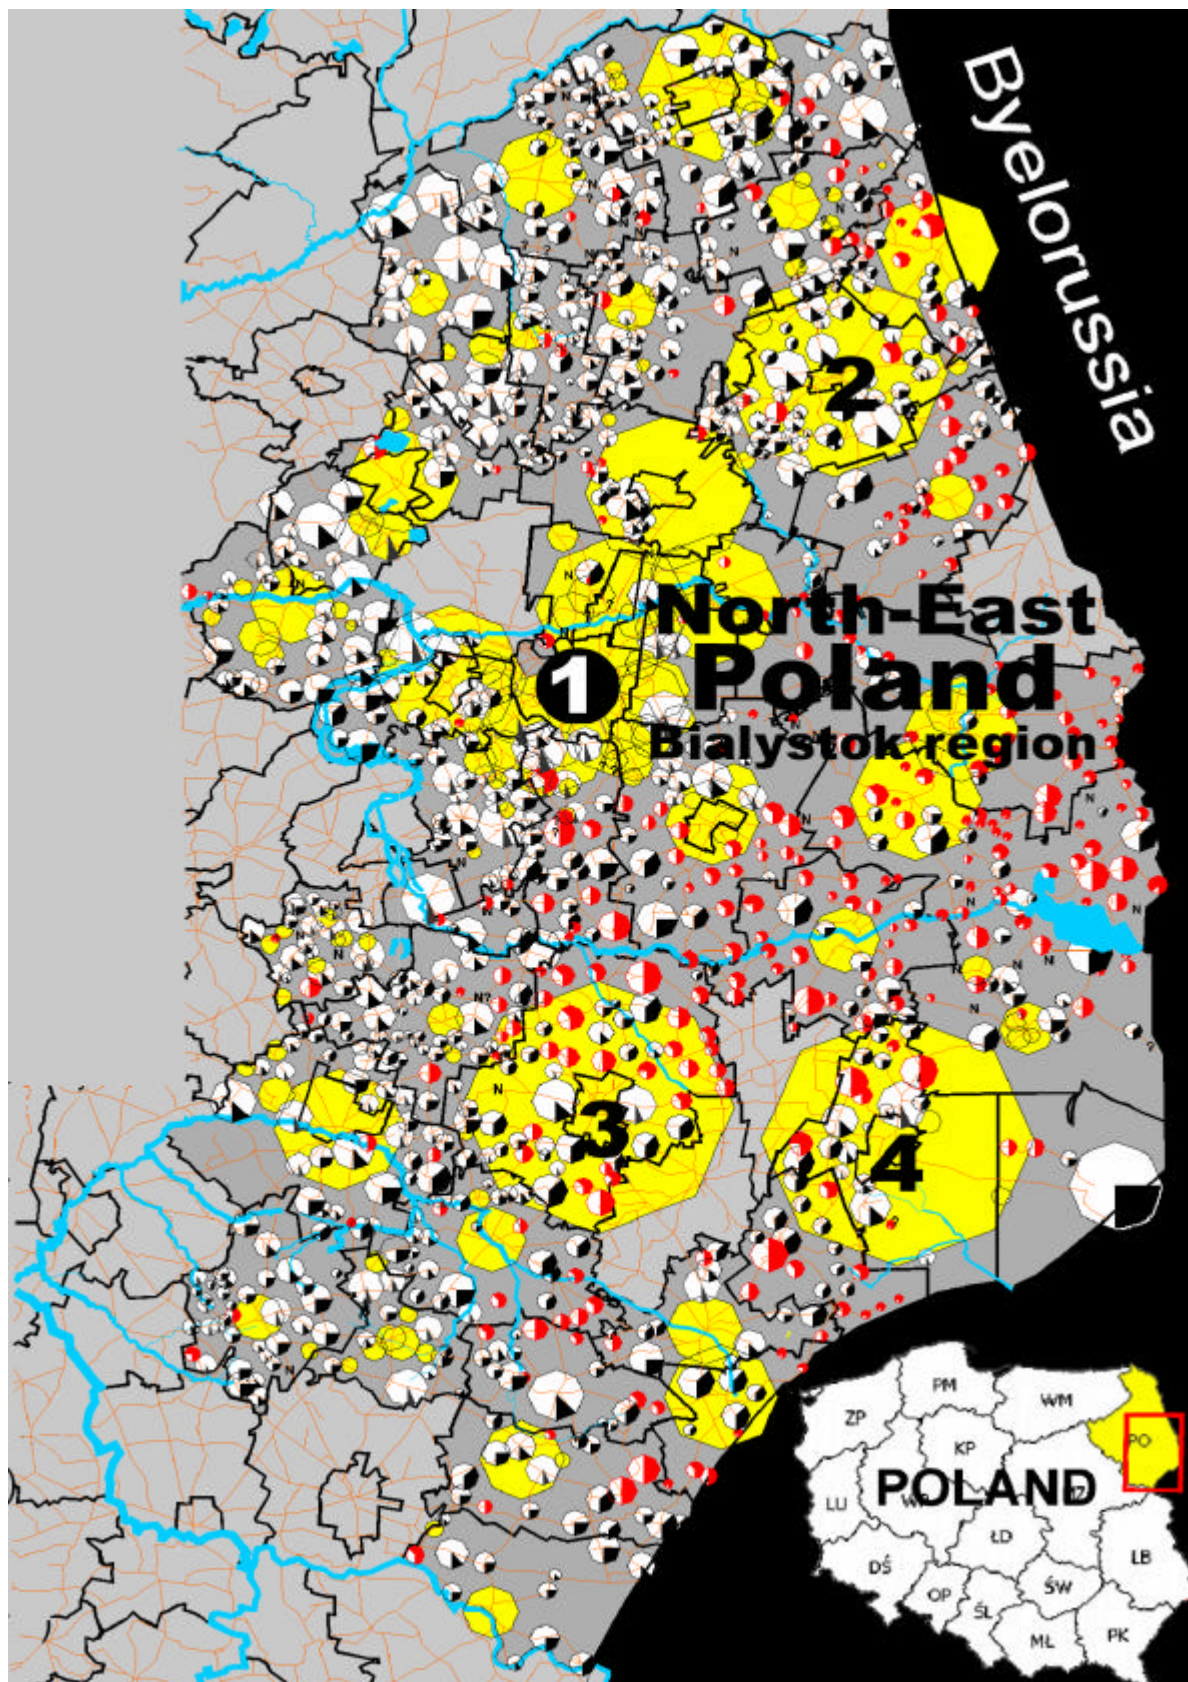 Byelorussia
2
North-East
1
Poland
Bialystok region
3
4
PM
WM
ZP
PO
KP
POLAND
LU
ŁD
LB
DŚ
ŚW
OP
ŚL
PK
MŁ